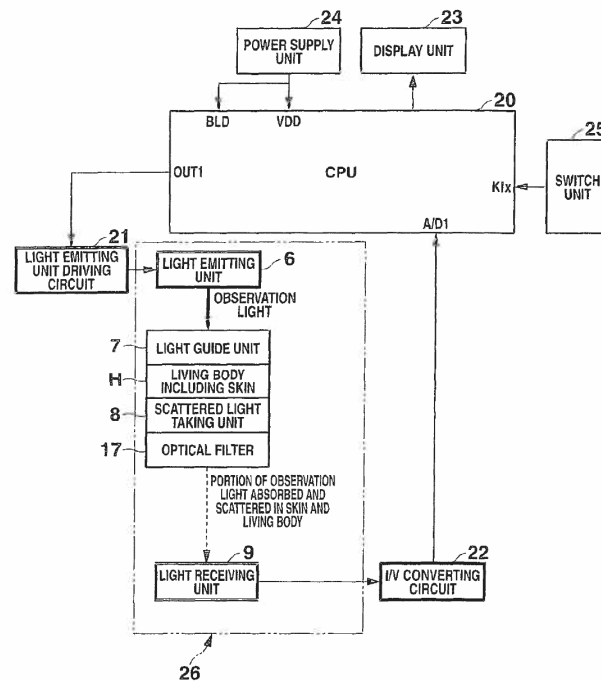 24
23
POWER SUPPLY
UNIT
DISPLAY UNIT
20
25
BLD
VDD
CPU
OUT1
KIx
SWITCH
UNIT
A/D1
21
LIGHT EMITTING
UNIT DRIVING
CIRCUIT
LIGHT EMITTING
UNIT
6
OBSERVATION
LIGHT
7
LIGHT GUIDE UNIT
H
LIVING BODY
INCLUDING SKIN
8
SCATTERED LIGHT
TAKING UNIT
17
OPTICAL FILTER
PORTION OF OBSERVATION
LIGHT ABSORBED AND
SCATTERED IN SKIN AND
LIVING BODY
9
LIGHT RECEIVING
UNIT
22
I/V CONVERTING
CIRCUIT
26